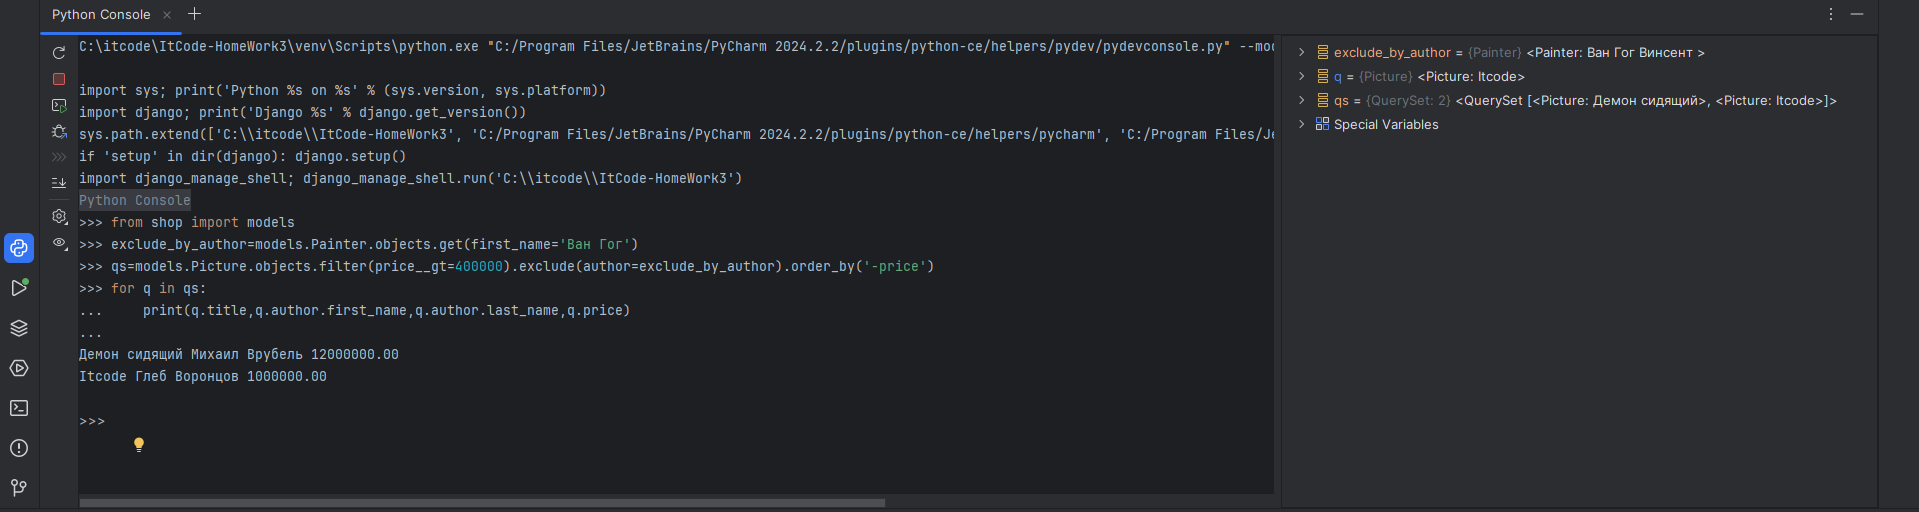 Python Console
C:\itcode\ItCode-HomeWork3\venv\Scripts\python.exe "C:/Program Files/JetBrains/PyCharm 2024.2.2/plugins/python-ce/helpers/pydev/pydevconsole.py" --mod
import sys; print('Python %s on %s' % (sys.version, sys.platform))
import django; print('Django %s' % django.get_version())
sys.path.extend(['C:\\itcode\\ItCode-HomeWork3', 'C:/Program Files/JetBrains/PyCharm 2024.2.2/plugins/python-ce/helpers/pycharm', 'C:/Program Files/Je
if 'setup' in dir(django): django.setup()
import django_manage_shell; django_manage_shell.run('C:\\itcode\\ItCode-HomeWork3')
Python Console
>>> from shop import models
>>> exclude_by_author=models.Painter.objects.get(first_name='Ван Гог')
>>> qs=models.Picture.objects.filter(price__gt=400000).exclude(author=exclude_by_author).order_by('-price')
>>> for q in qs:
...     print(q.title,q.author.first_name,q.author.last_name,q.price)
...
Демон сидящий Михаил Врубель 12000000.00
Itcode Глеб Воронцов 1000000.00
>>>
exclude_by_author = {Painter} <Painter: Ван Гог Винсент >
q = {Picture} <Picture: Itcode>
qs = {QuerySet: 2} <QuerySet [<Picture: Демон сидящий>, <Picture: Itcode>]>
Special Variables